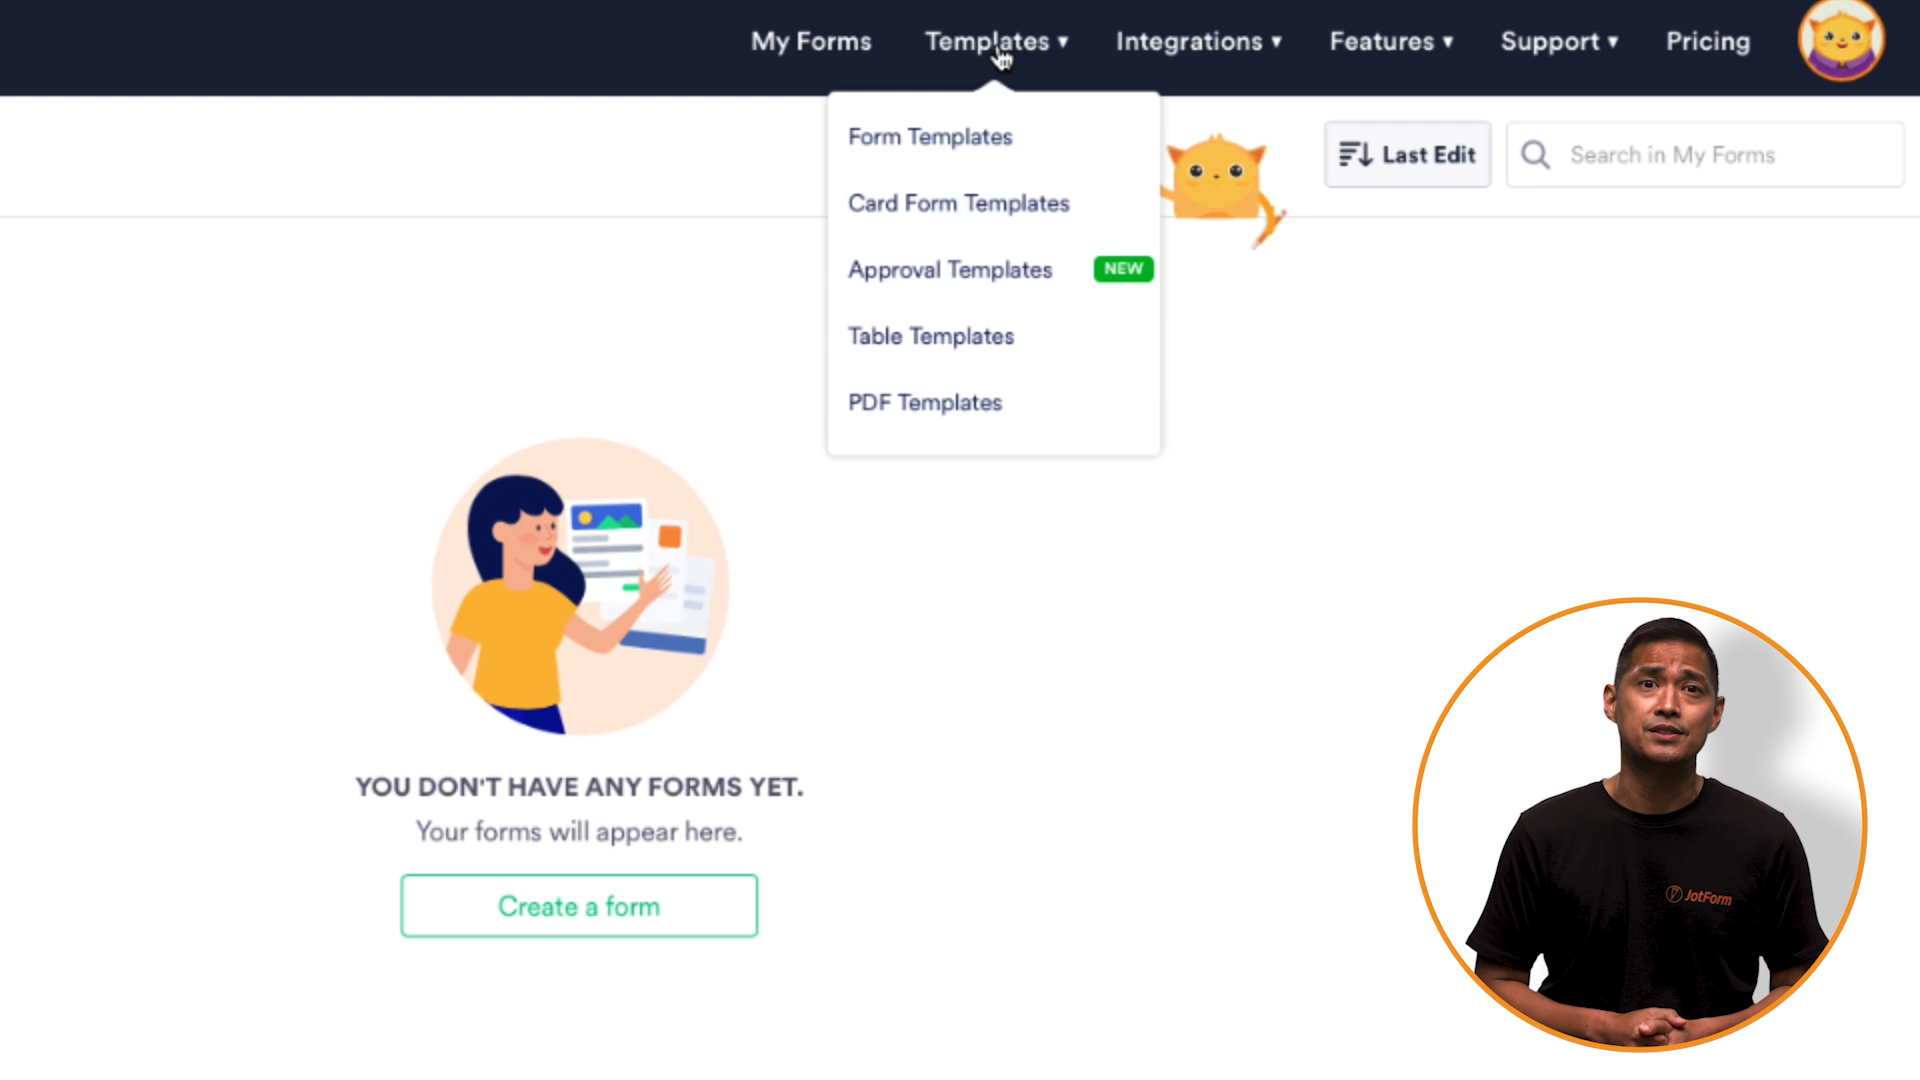 My Forms Templates ▾ Integrations ▾ Features ▾ Support ▾ Pricing
Form Templates
Card Form Templates
Approval Templates NEW
Table Templates
PDF Templates
Last Edit
Search in My Forms
YOU DON'T HAVE ANY FORMS YET.
Your forms will appear here.
Create a form
JotForm